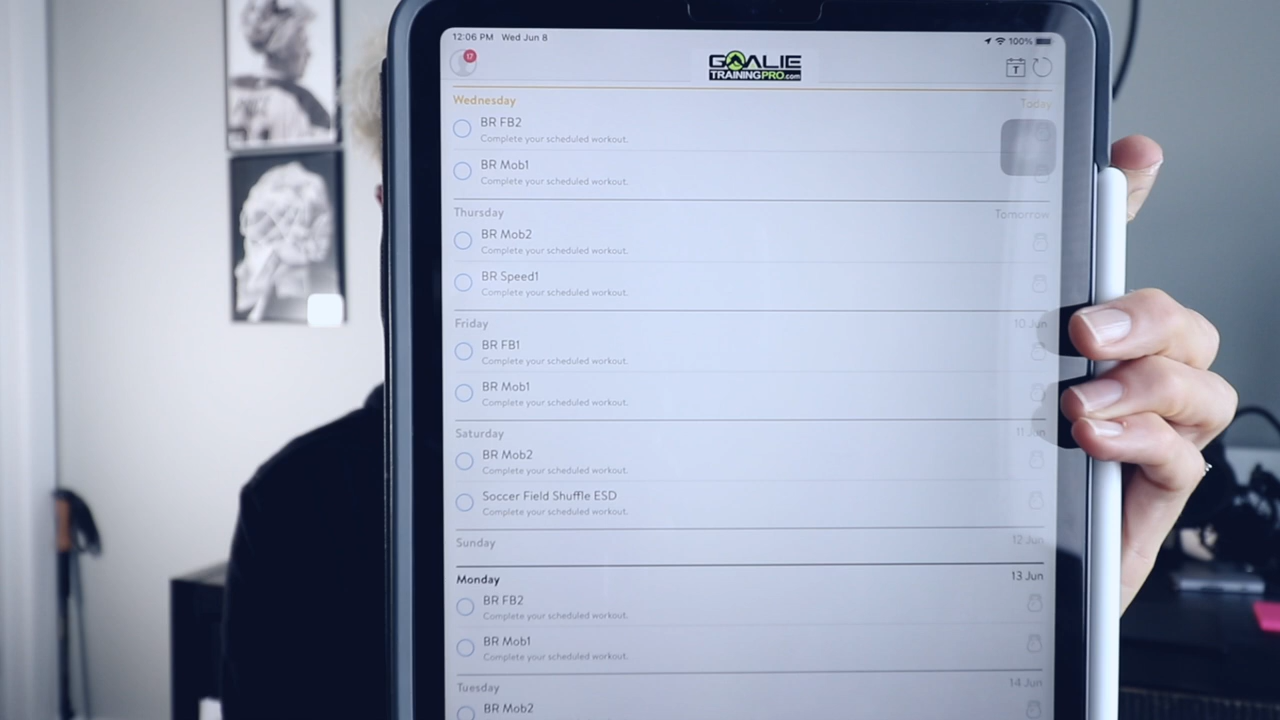 12:06 PM Wed Jun 8 100%
17
GOALIE
TRAININGPRO.com
T
Wednesday Today
BR FB2
Complete your scheduled workout.
BR Mob1
Complete your scheduled workout.
Thursday Tomorrow
BR Mob2
Complete your scheduled workout.
BR Speed1
Complete your scheduled workout.
Friday 10 Jun
BR FB1
Complete your scheduled workout.
BR Mob1
Complete your scheduled workout.
Saturday 11 Jun
BR Mob2
Complete your scheduled workout.
Soccer Field Shuffle ESD
Complete your scheduled workout.
Sunday 12 Jun
Monday 13 Jun
BR FB2
Complete your scheduled workout.
BR Mob1
Complete your scheduled workout.
Tuesday 14 Jun
BR Mob2